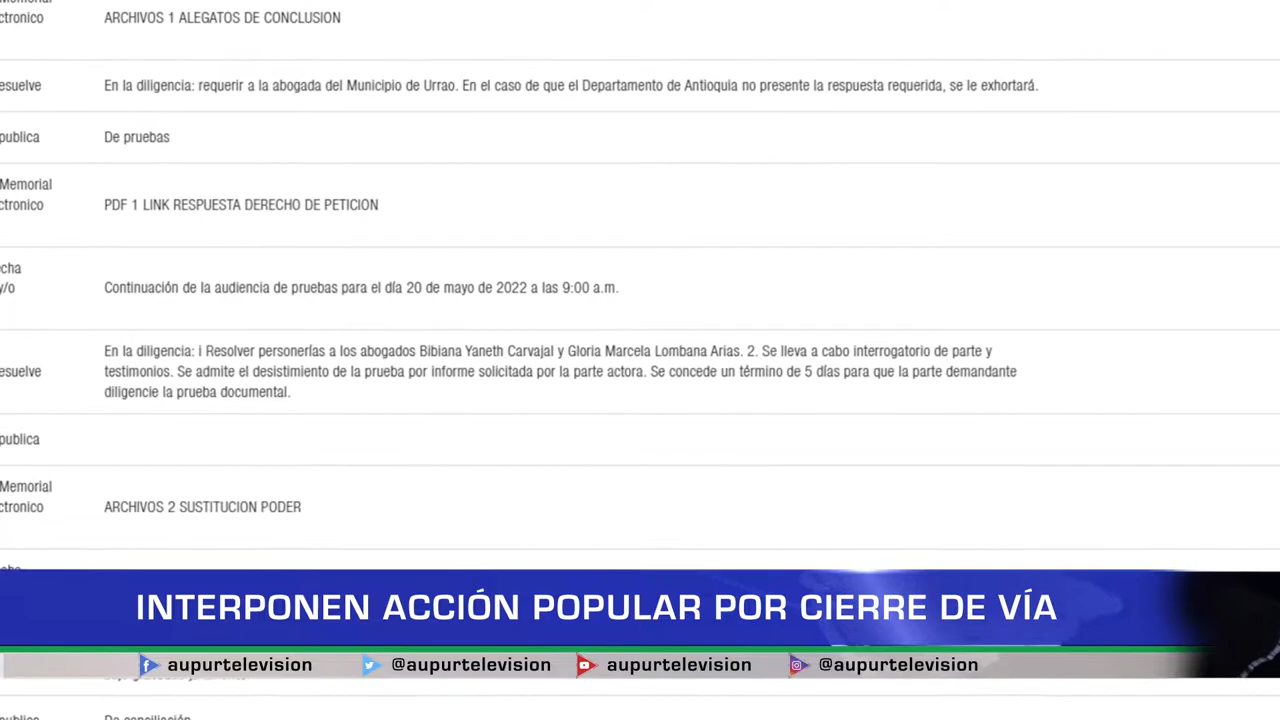 ctronico
ARCHIVOS 1 ALEGATOS DE CONCLUSION
esuelve
En la diligencia: requerir a la abogada del Municipio de Urrao. En el caso de que el Departamento de Antioquia no presente la respuesta requerida, se le exhortará.
publica
De pruebas
Memorial
ctronico
PDF 1 LINK RESPUESTA DERECHO DE PETICION
echa
y/o
Continuación de la audiencia de pruebas para el día 20 de mayo de 2022 a las 9:00 a.m.
En la diligencia: i Resolver personerías a los abogados Bibiana Yaneth Carvajal y Gloria Marcela Lombana Arias. 2. Se lleva a cabo interrogatorio de parte y
esuelve
testimonios. Se admite el desistimiento de la prueba por informe solicitada por la parte actora. Se concede un término de 5 días para que la parte demandante
diligencie la prueba documental.
publica
Memorial
ctronico
ARCHIVOS 2 SUSTITUCION PODER
INTERPONEN ACCIÓN POPULAR POR CIERRE DE VÍA
aupurtelevision
@aupurtelevision
aupurtelevision
@aupurtelevision
De conciliación